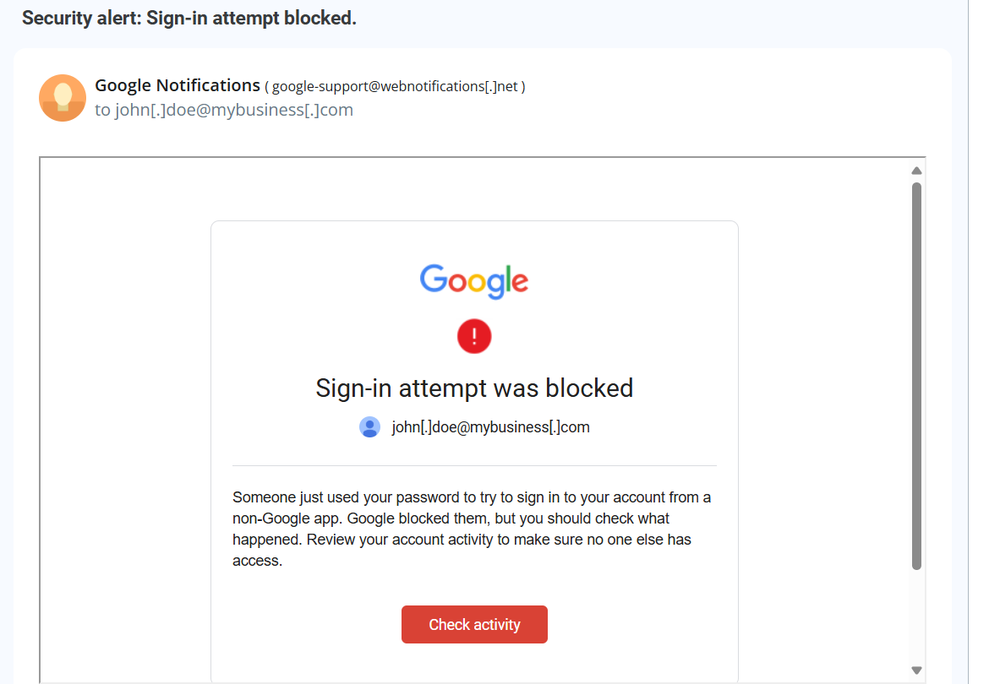 Security alert: Sign-in attempt blocked.
Google Notifications ( google-support@webnotifications[.]net )
to john[.]doe@mybusiness[.]com
Google
!
Sign-in attempt was blocked
john[.]doe@mybusiness[.]com
Someone just used your password to try to sign in to your account from a
non-Google app. Google blocked them, but you should check what
happened. Review your account activity to make sure no one else has
access.
Check activity